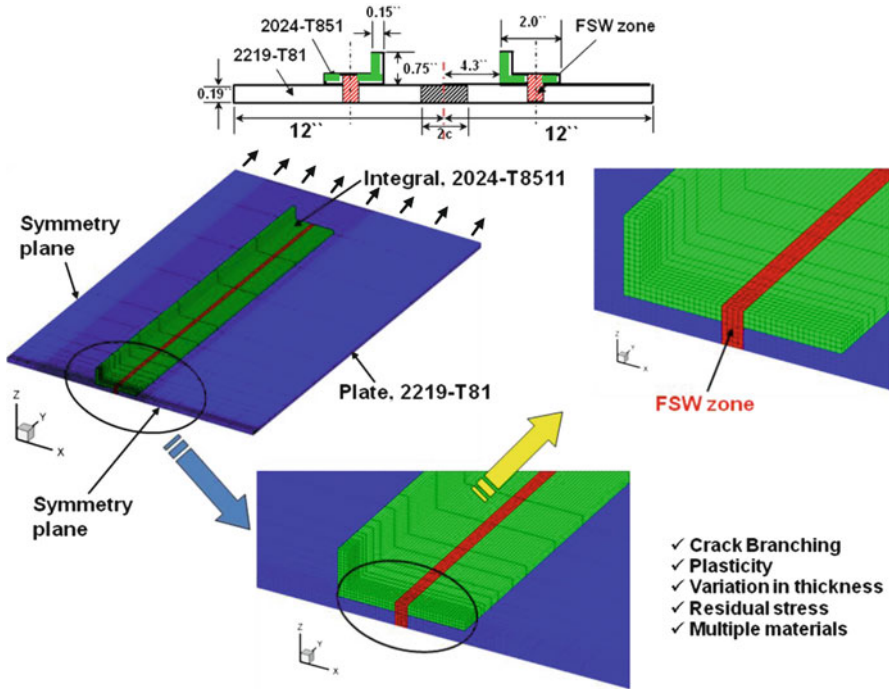 0.15``
2.0``
FSW zone
2024-T851
2219-T81
0.75``
4.3``
0.19``
12``
2c
12``
Integral, 2024-T8511
Symmetry
plane
Plate, 2219-T81
Z
Y
X
Symmetry
plane
Z
Y
X
FSW zone
Z
Y
X
✓ Crack Branching
✓ Plasticity
✓ Variation in thickness
✓ Residual stress
✓ Multiple materials